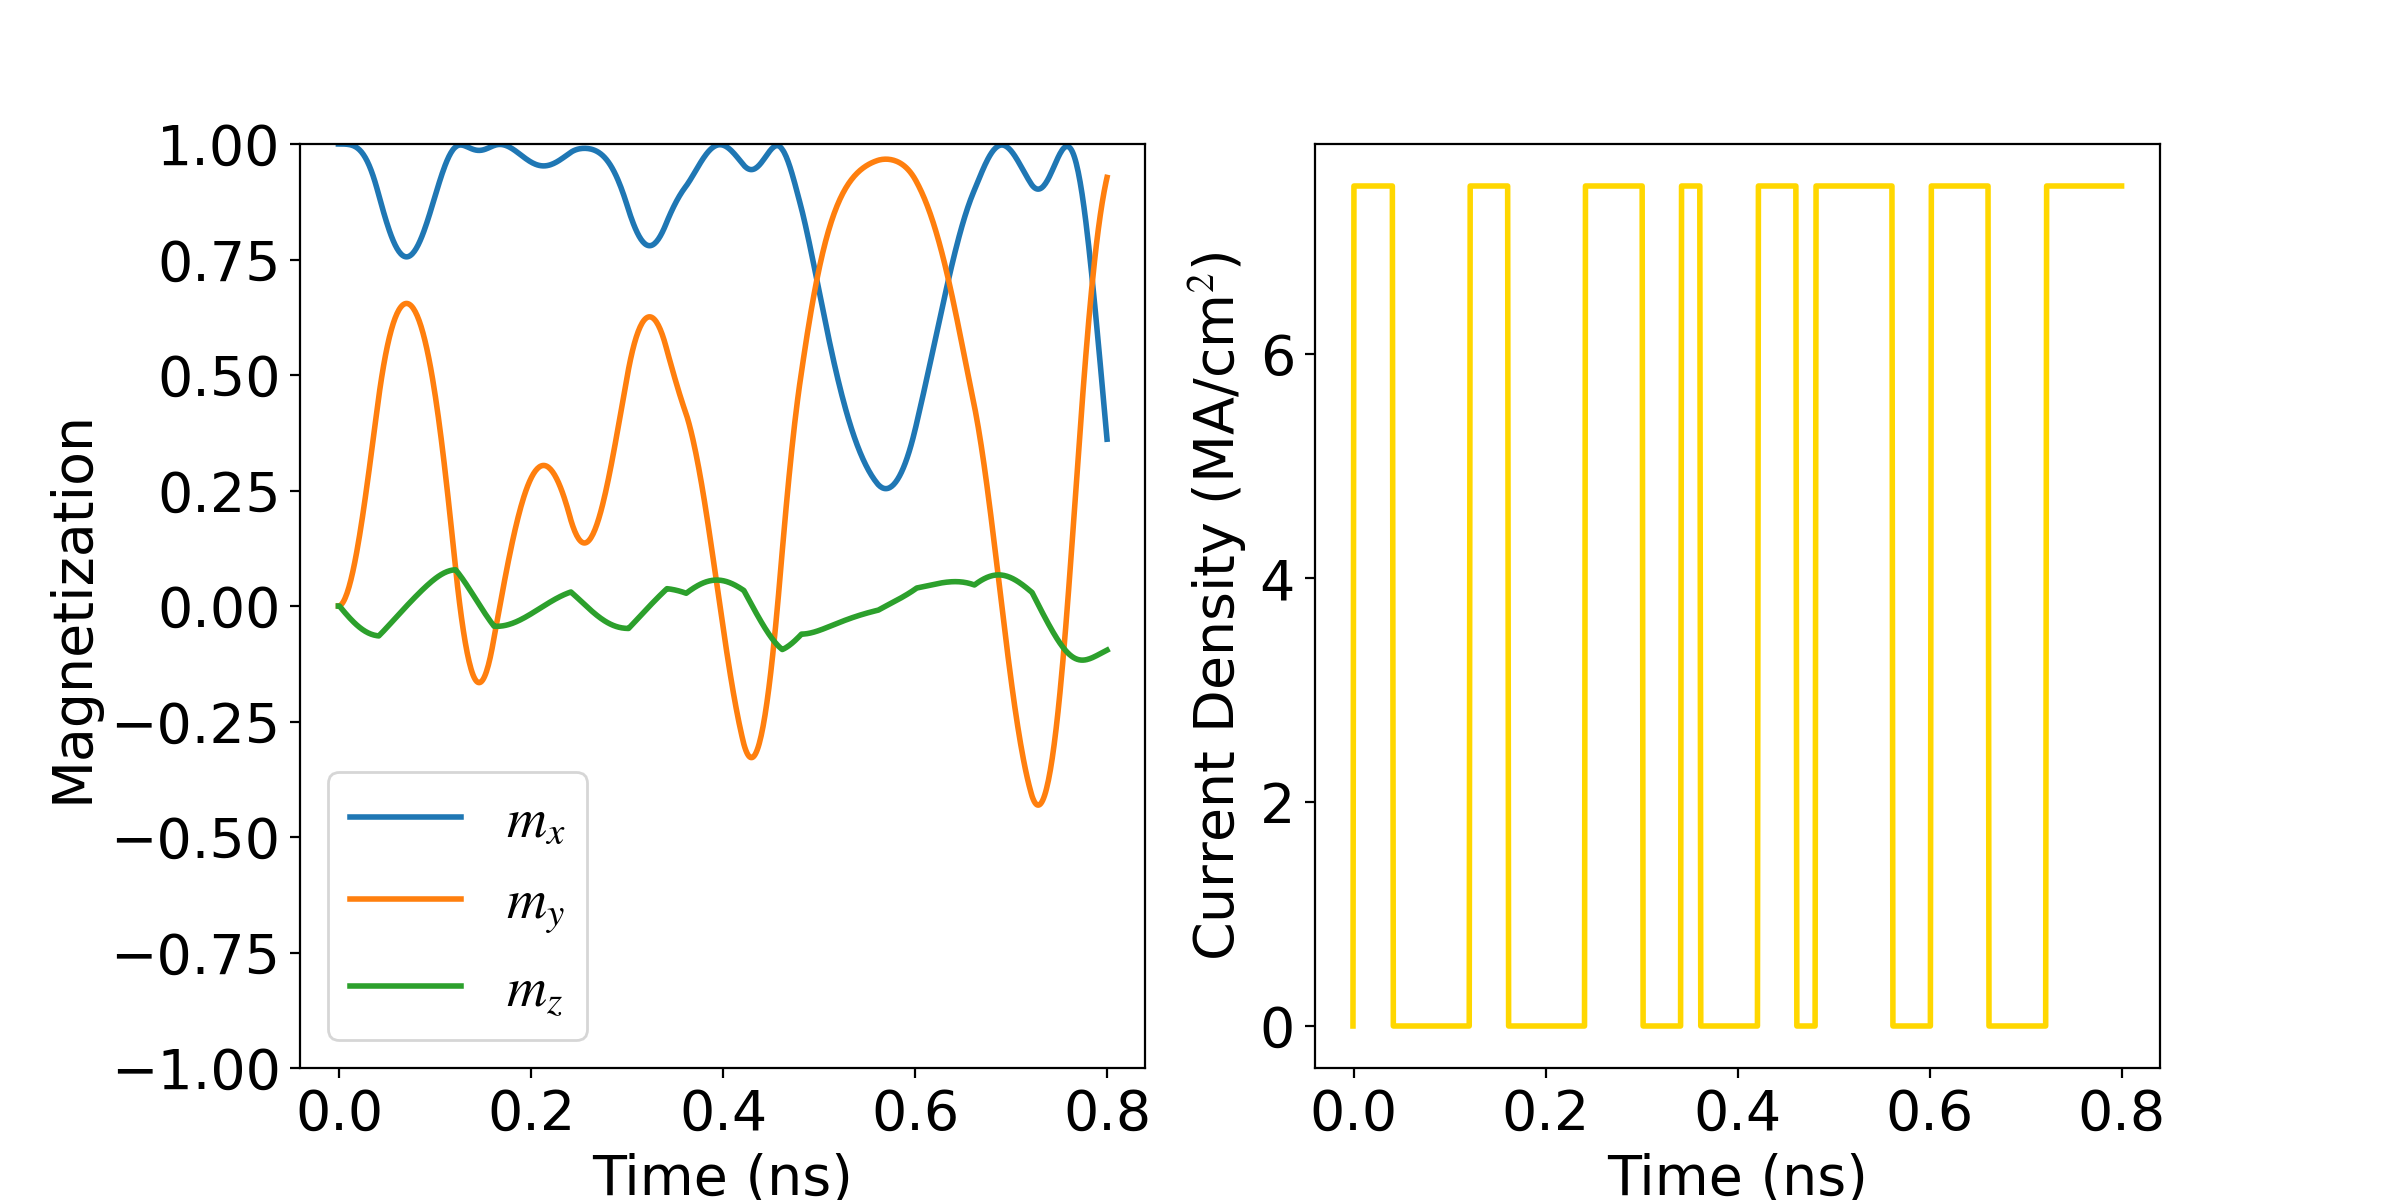 1.00
0.75
0.50
0.25
0.00
−0.25
−0.50
−0.75
−1.00
Magnetization
m_x
m_y
m_z
0.0 0.2 0.4 0.6 0.8
Time (ns)
6
4
2
0
Current Density (MA/cm²)
0.0 0.2 0.4 0.6 0.8
Time (ns)